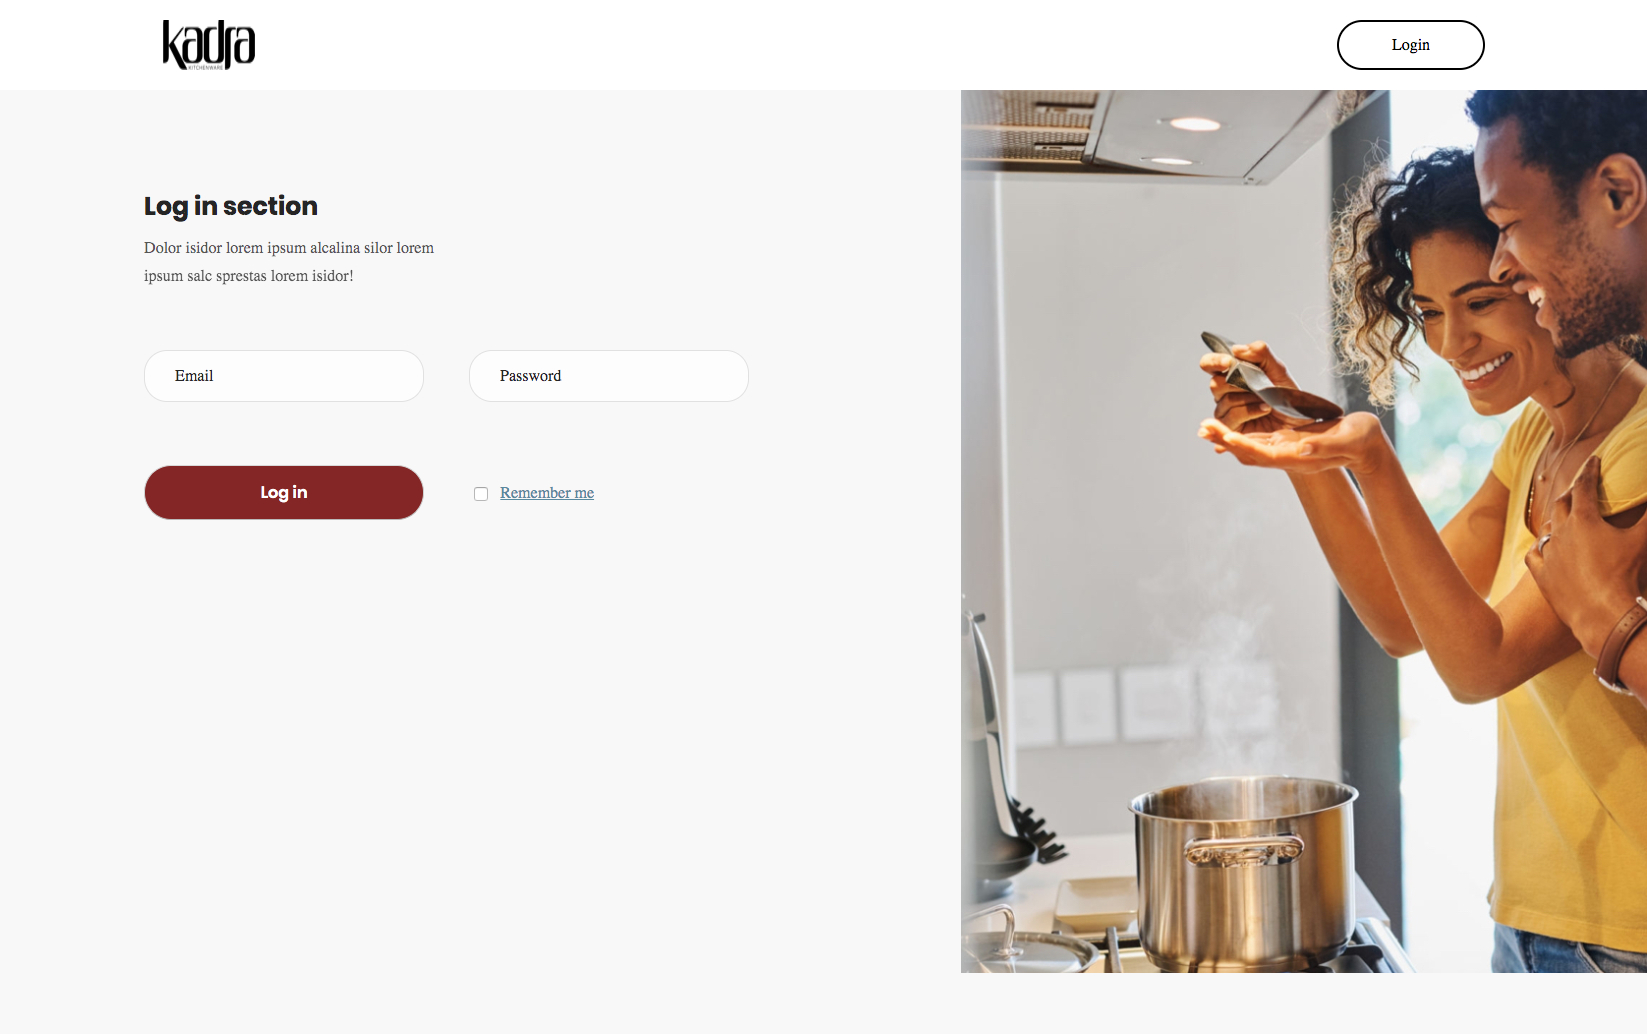 kadra
KITCHENWARE
Login
Log in section
Dolor isidor lorem ipsum alcalina silor lorem
ipsum salc sprestas lorem isidor!
Email
Password
Log in
Remember me